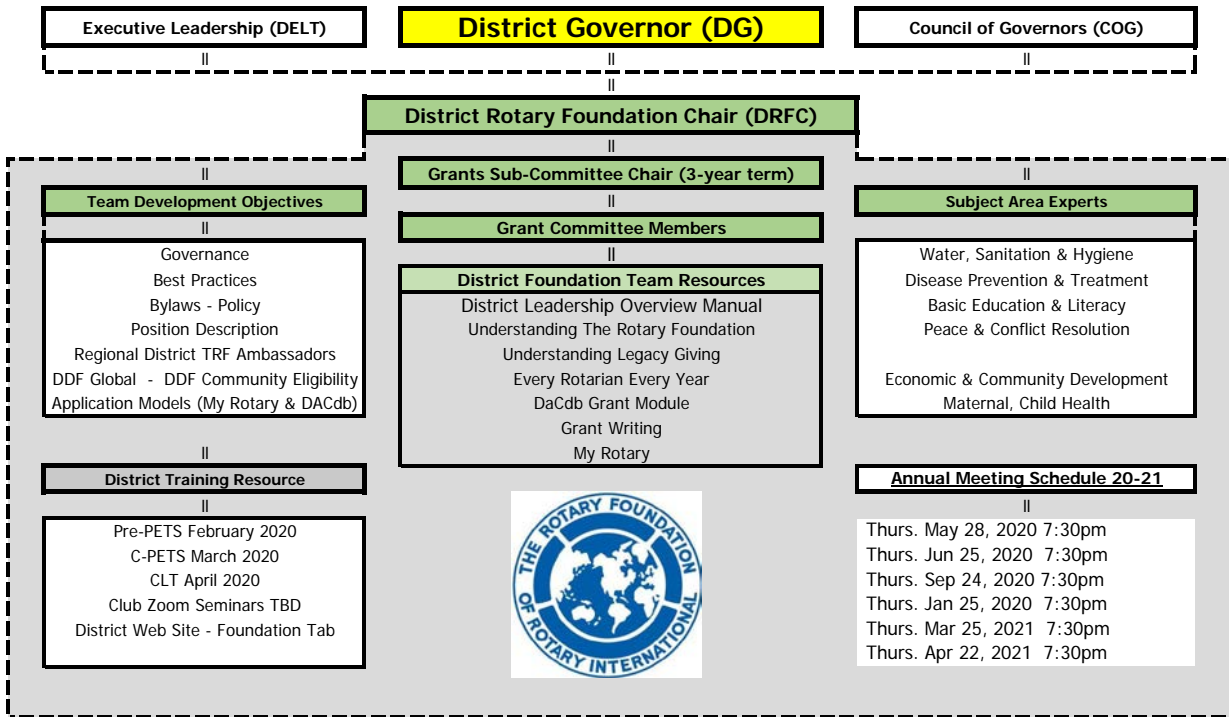 Executive Leadership (DELT)
District Governor (DG)
Council of Governors (COG)
District Rotary Foundation Chair (DRFC)
Grants Sub-Committee Chair (3-year term)
Grant Committee Members
Team Development Objectives
Governance
Best Practices
Bylaws - Policy
Position Description
Regional District TRF Ambassadors
DDF Global - DDF Community Eligibility
Application Models (My Rotary & DACdb)
District Foundation Team Resources
District Leadership Overview Manual
Understanding The Rotary Foundation
Understanding Legacy Giving
Every Rotarian Every Year
DaCdb Grant Module
Grant Writing
My Rotary
Subject Area Experts
Water, Sanitation & Hygiene
Disease Prevention & Treatment
Basic Education & Literacy
Peace & Conflict Resolution
Economic & Community Development
Maternal, Child Health
District Training Resource
Pre-PETS February 2020
C-PETS March 2020
CLT April 2020
Club Zoom Seminars TBD
District Web Site - Foundation Tab
THE ROTARY FOUNDATION
OF ROTARY INTERNATIONAL
Annual Meeting Schedule 20-21
Thurs. May 28, 2020 7:30pm
Thurs. Jun 25, 2020 7:30pm
Thurs. Sep 24, 2020 7:30pm
Thurs. Jan 25, 2020 7:30pm
Thurs. Mar 25, 2021 7:30pm
Thurs. Apr 22, 2021 7:30pm